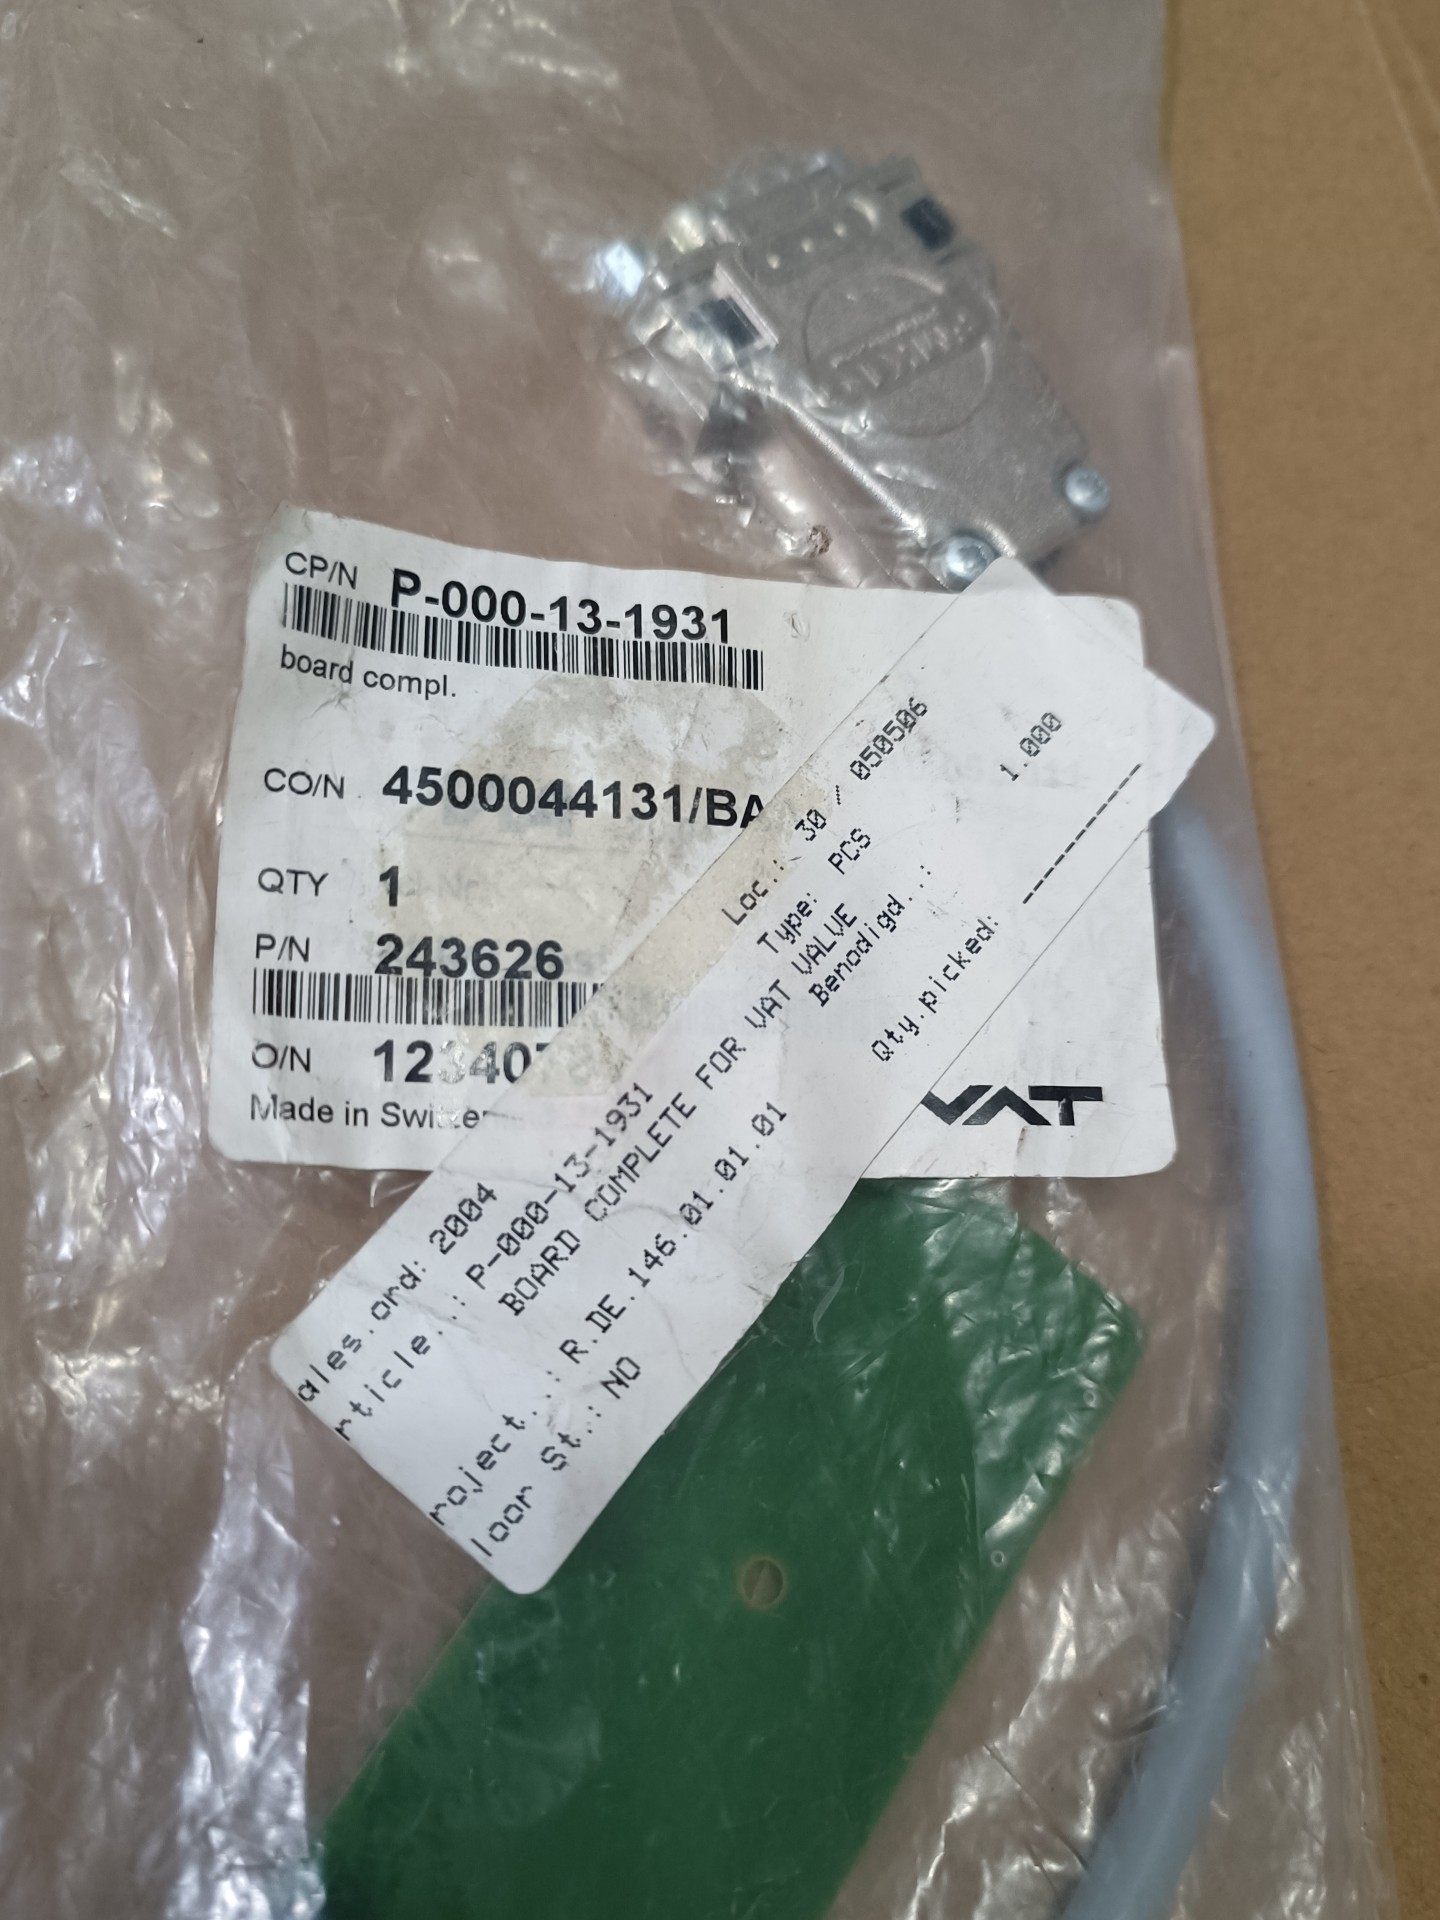 CP/N P-000-13-1931
board compl.
CO/N 4500044131/BA
QTY 1
P/N 243626
O/N
Made in
VAT
ales.ord: 2004
Loc.: 30 / 050506
rticle..: P-000-13-1931
Type: PCS
BOARD COMPLETE FOR VAT VALVE
Benodigd..: 1.000
roject..: R.DE.146.01.01.01
Qty.picked: ----------
loor St.: NO